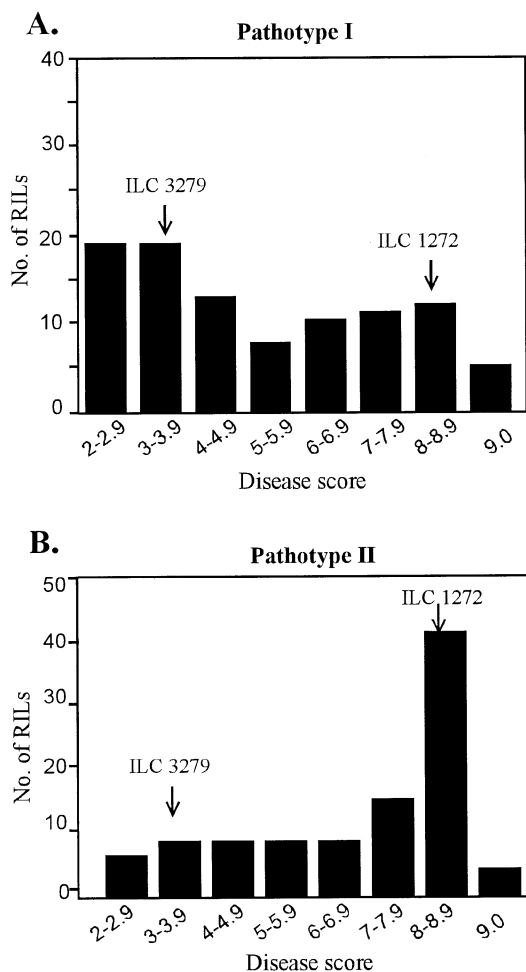 A.
Pathotype I
No. of RILs
40
30
20
10
0
ILC 3279
ILC 1272
2-2.9
3-3.9
4-4.9
5-5.9
6-6.9
7-7.9
8-8.9
9.0
Disease score
B.
Pathotype II
No. of RILs
50
40
30
20
10
0
ILC 1272
ILC 3279
2-2.9
3-3.9
4-4.9
5-5.9
6-6.9
7-7.9
8-8.9
9.0
Disease score